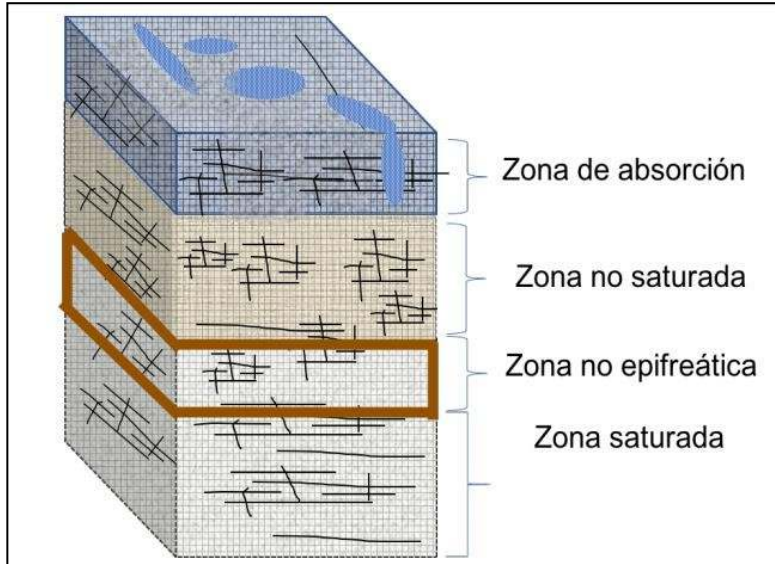 Zona de absorción
Zona no saturada
Zona no epifreática
Zona saturada